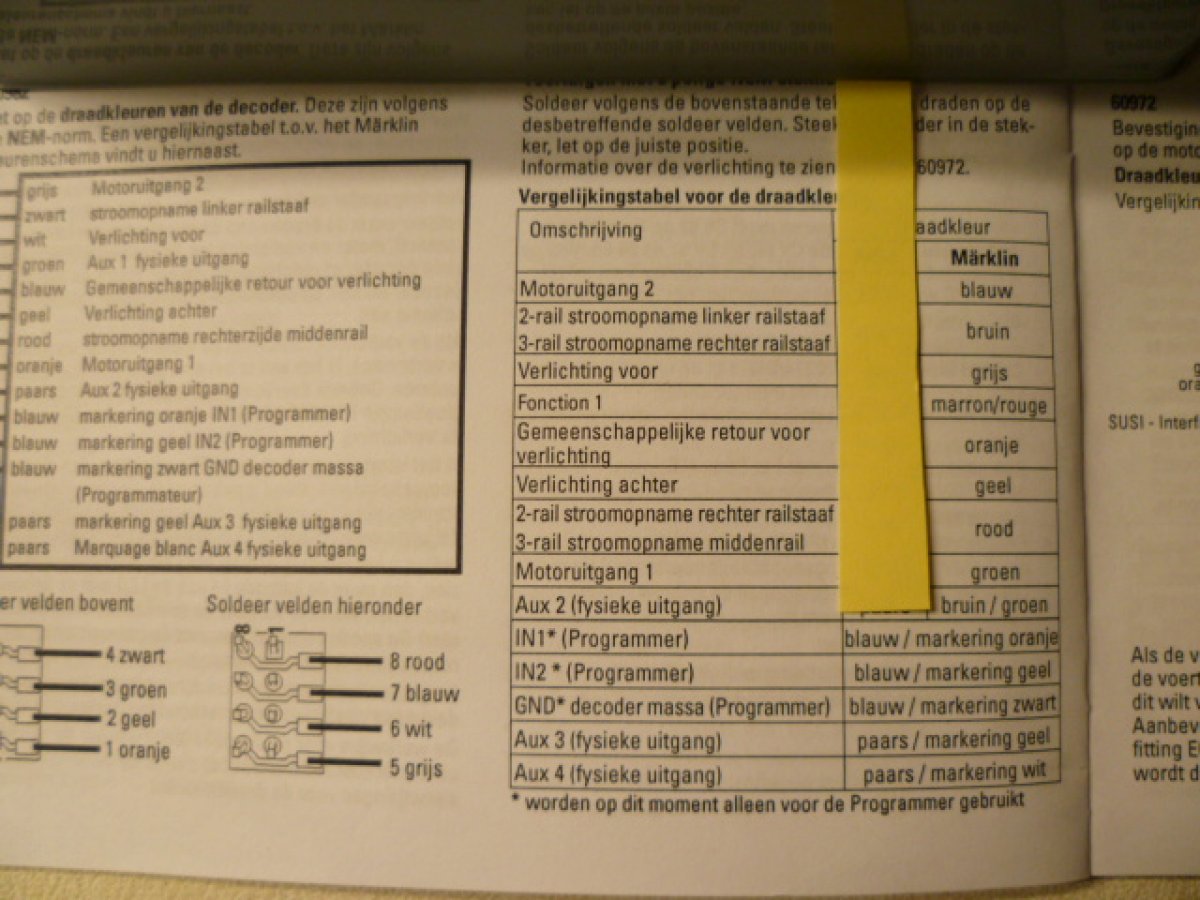 op de draadkleuren van de decoder. Deze zijn volgens
NEM-norm. Een vergelijkingstabel t.o.v. het Märklin
vindt u hiernaast.
grijs Motoruitgang 2
zwart stroomopname linker railstaaf
wit Verlichting voor
groen Aux 1 fysieke uitgang
blauw Gemeenschappelijke retour voor verlichting
geel Verlichting achter
rood stroomopname rechterzijde middenrail
oranje Motoruitgang 1
paars Aux 2 fysieke uitgang
blauw markering oranje IN1 (Programmer)
blauw markering geel IN2 (Programmer)
blauw markering zwart GND decoder massa
(Programmateur)
paars markering geel Aux 3 fysieke uitgang
paars Marquage blanc Aux 4 fysieke uitgang
velden bovent
4 zwart
3 groen
2 geel
1 oranje
Soldeer velden hieronder
8 1
8 rood
7 blauw
6 wit
5 grijs
Soldeer volgens de bovenstaande draden op de
desbetreffende soldeer velden. in de stek-
ker, let op de juiste positie.
Informatie over de verlichting te zien 60972.
Vergelijkingstabel voor de
Omschrijving
Märklin
Motoruitgang 2 blauw
2-rail stroomopname linker railstaaf
3-rail stroomopname rechter railstaaf bruin
Verlichting voor grijs
Fonction 1 marron/rouge
Gemeenschappelijke retour voor
verlichting oranje
Verlichting achter geel
2-rail stroomopname rechter railstaaf
3-rail stroomopname middenrail rood
Motoruitgang 1 groen
Aux 2 (fysieke uitgang) bruin / groen
IN1* (Programmer) blauw / markering oranje
IN2 * (Programmer) blauw / markering geel
GND* decoder massa (Programmer) blauw / markering zwart
Aux 3 (fysieke uitgang) paars / markering geel
Aux 4 (fysieke uitgang) paars / markering wit
* worden op dit moment alleen voor de Programmer gebruikt
60972
op de
SUSI -
Als de
de
dit wilt
fitting
wordt